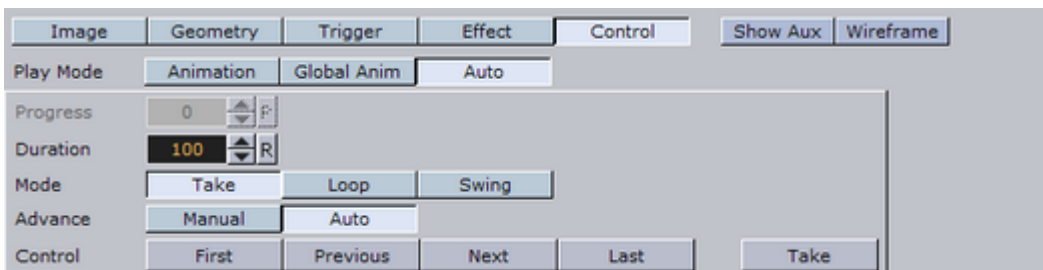 Image Geometry Trigger Effect Control Show Aux Wireframe
Play Mode Animation Global Anim Auto
Progress 0 R
Duration 100 R
Mode Take Loop Swing
Advance Manual Auto
Control First Previous Next Last Take